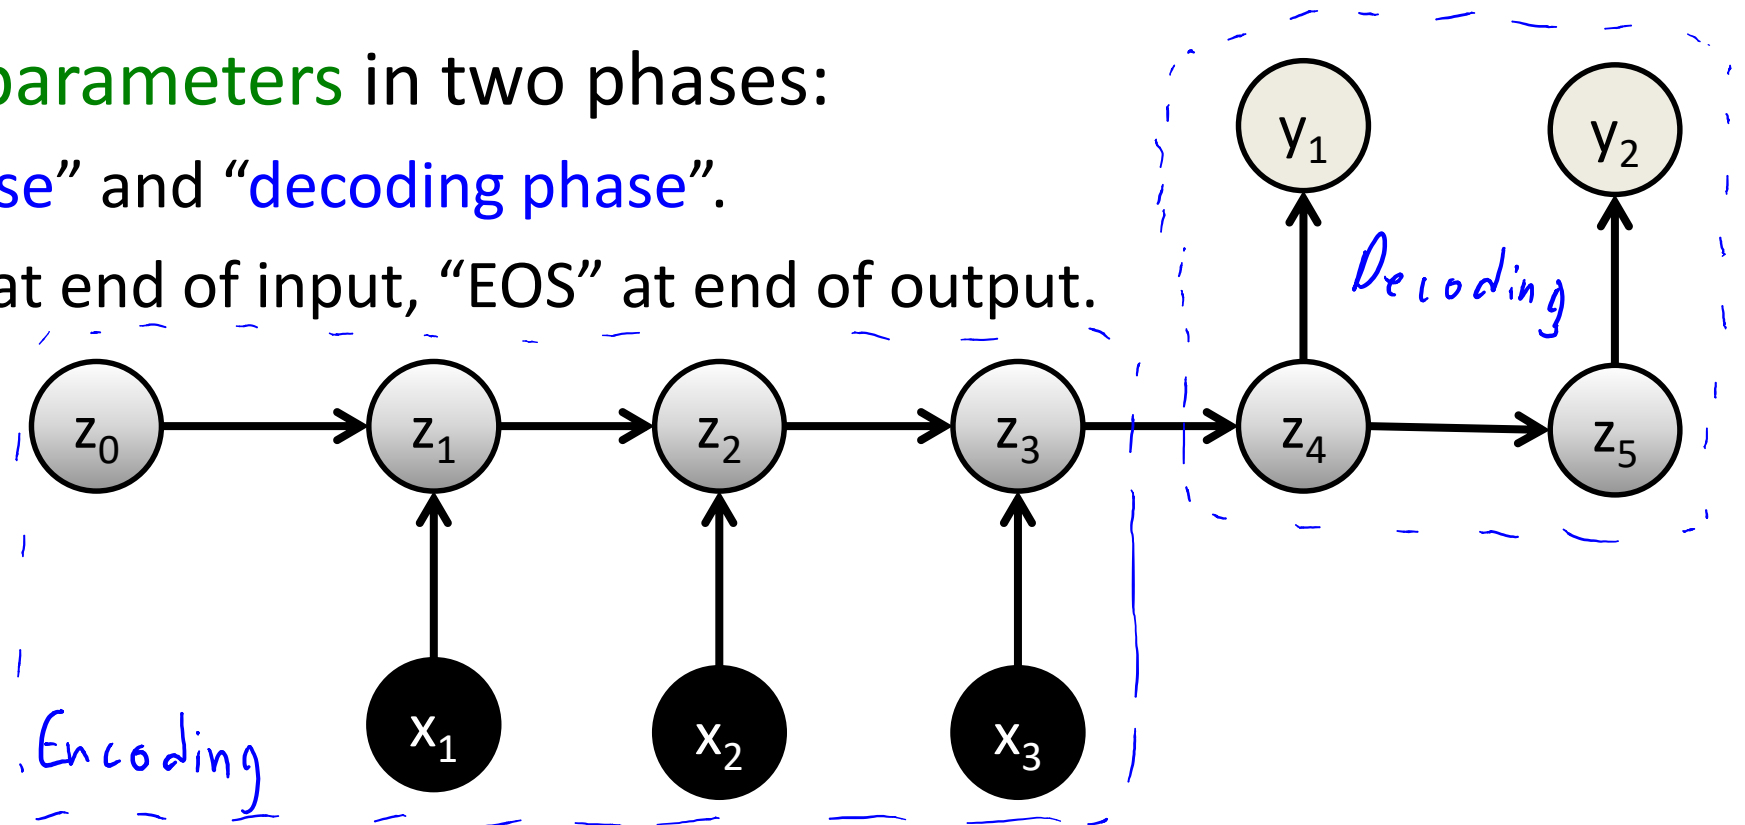 parameters in two phases:
se” and “decoding phase”.
at end of input, “EOS” at end of output.
y1 y2
Decoding
z0 z1 z2 z3 z4 z5
x1 x2 x3
Encoding